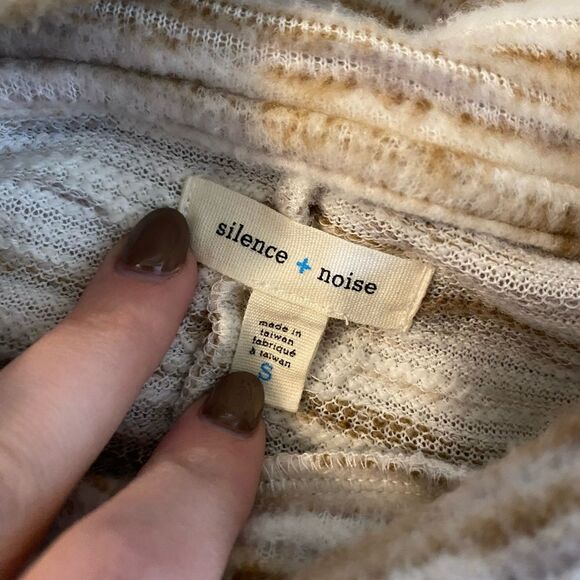 silence + noise
made in
taiwan
fabriqué
à taiwan
S